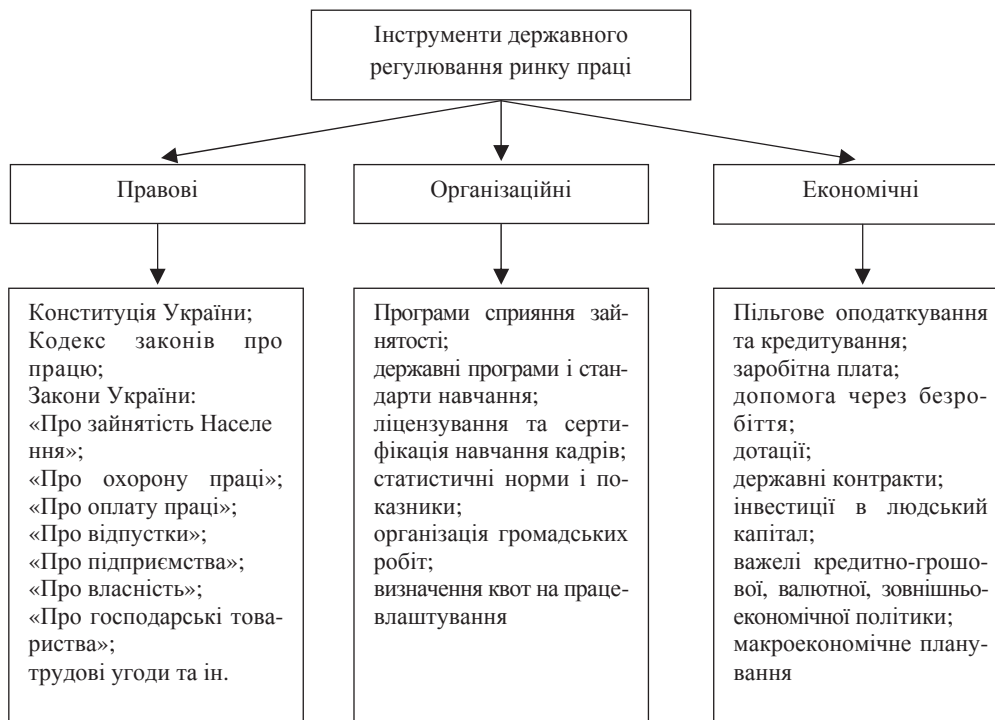 Інструменти державного
регулювання ринку праці
Правові
Організаційні
Економічні
Конституція України;
Кодекс законів про
працю;
Закони України:
«Про зайнятість Населе
ння»;
«Про охорону праці»;
«Про оплату праці»;
«Про відпустки»;
«Про підприємства»;
«Про власність»;
«Про господарські това-
риства»;
трудові угоди та ін.
Програми сприяння зай-
нятості;
державні програми і стан-
дарти навчання;
ліцензування та серти-
фікація навчання кадрів;
статистичні норми і по-
казники;
організація громадських
робіт;
визначення квот на праце-
влаштування
Пільгове оподаткування
та кредитування;
заробітна плата;
допомога через безро-
біття;
дотації;
державні контракти;
інвестиції в людський
капітал;
важелі кредитно-грошо-
вої, валютної, зовнішньо-
економічної політики;
макроекономічне плану-
вання